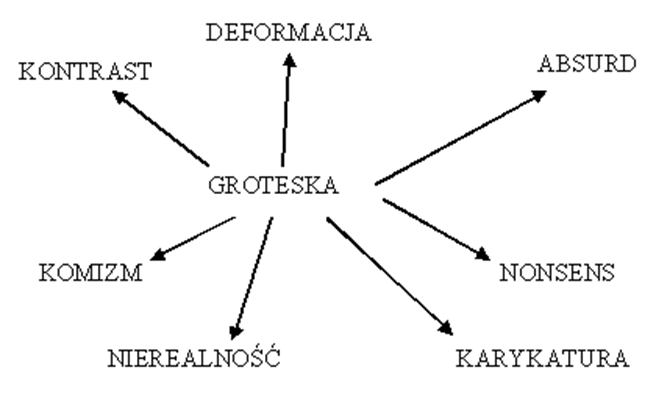 DEFORMACJA
KONTRAST
ABSURD
GROTESKA
KOMIZM
NONSENS
NIEREALNOŚĆ
KARYKATURA